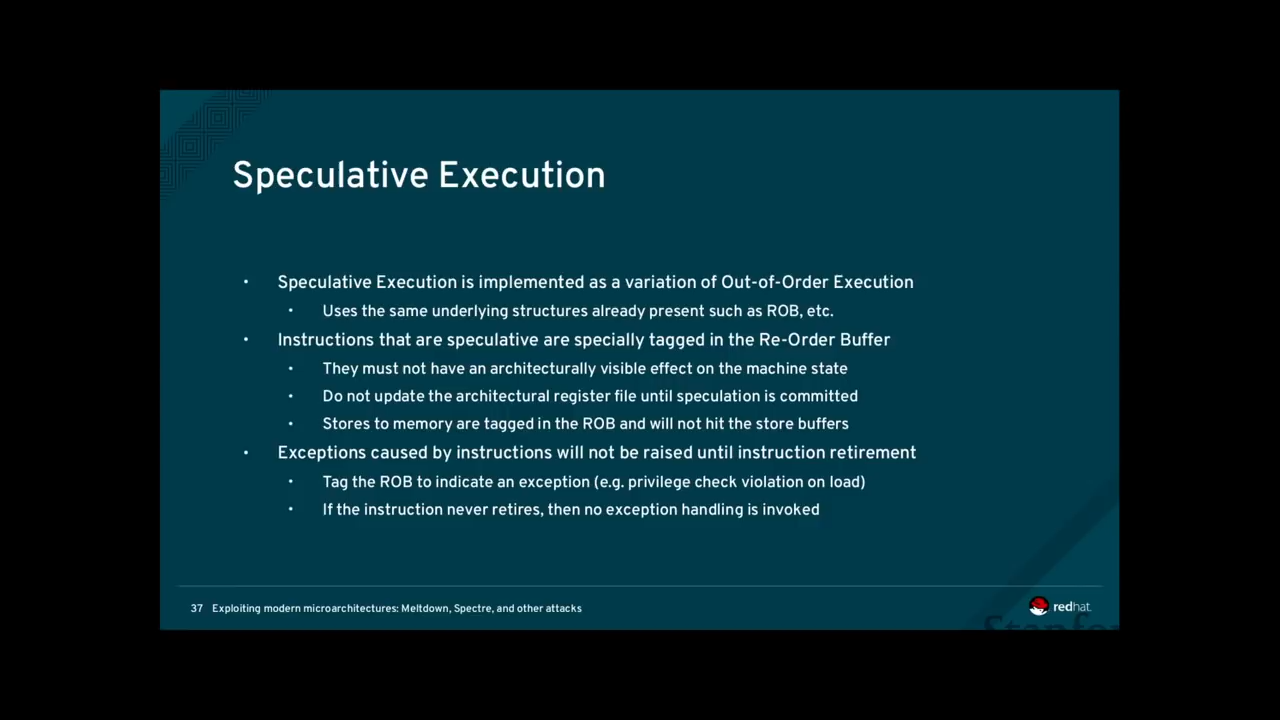 Speculative Execution
• Speculative Execution is implemented as a variation of Out-of-Order Execution
• Uses the same underlying structures already present such as ROB, etc.
• Instructions that are speculative are specially tagged in the Re-Order Buffer
• They must not have an architecturally visible effect on the machine state
• Do not update the architectural register file until speculation is committed
• Stores to memory are tagged in the ROB and will not hit the store buffers
• Exceptions caused by instructions will not be raised until instruction retirement
• Tag the ROB to indicate an exception (e.g. privilege check violation on load)
• If the instruction never retires, then no exception handling is invoked
37 Exploiting modern microarchitectures: Meltdown, Spectre, and other attacks
redhat.